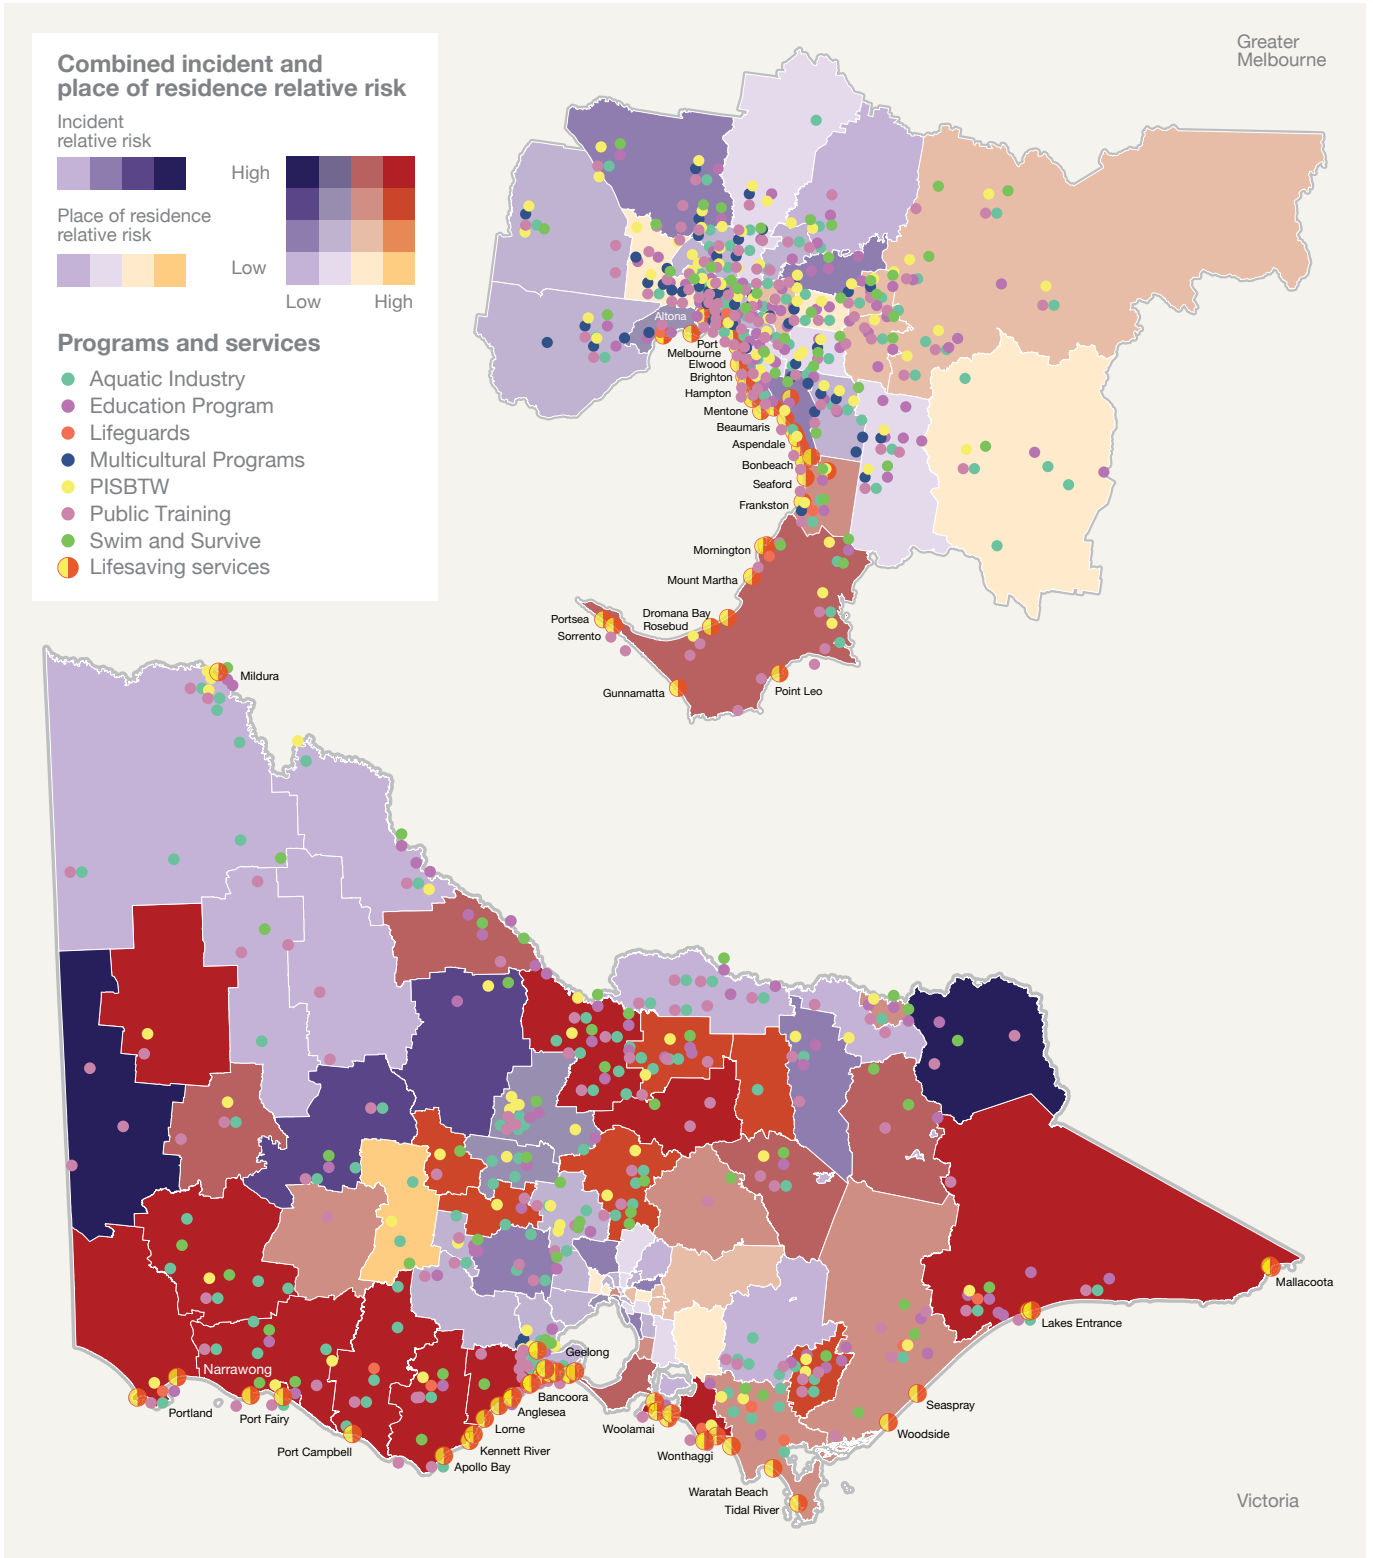 Greater
Melbourne
Combined incident and
place of residence relative risk
Incident
relative risk
High
Place of residence
relative risk
Low
Low
High
Programs and services
Aquatic Industry
Education Program
Lifeguards
Multicultural Programs
PISBTW
Public Training
Swim and Survive
Lifesaving services
Altona
Port
Melbourne
Elwood
Brighton
Hampton
Mentone
Beaumaris
Aspendale
Bonbeach
Seaford
Frankston
Mornington
Mount Martha
Dromana Bay
Portsea
Rosebud
Sorrento
Gunnamatta
Point Leo
Mildura
Mallacoota
Lakes Entrance
Geelong
Narrawong
Bancoora
Seaspray
Portland
Anglesea
Port Fairy
Lorne
Woolamai
Woodside
Port Campbell
Kennett River
Wonthaggi
Apollo Bay
Waratah Beach
Tidal River
Victoria